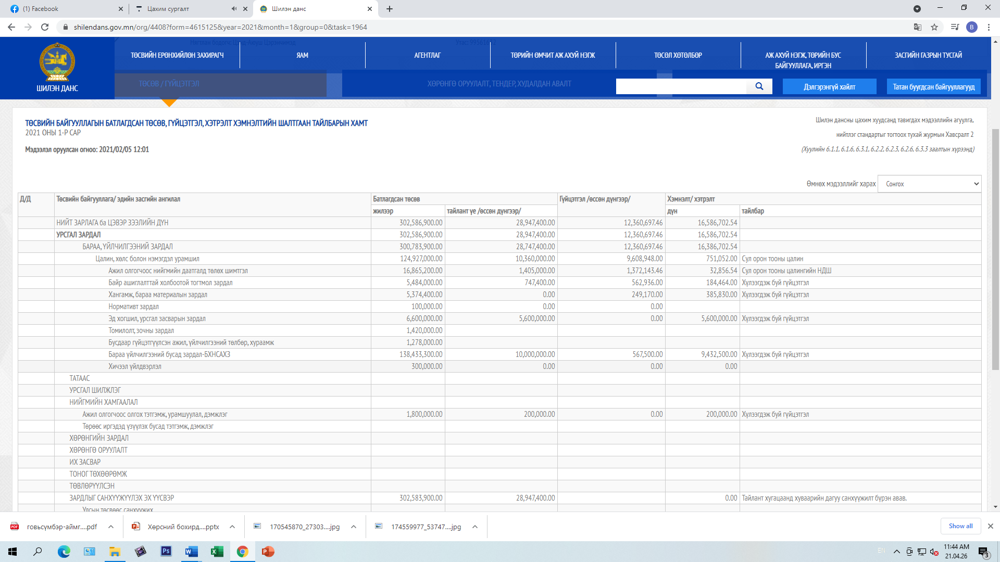 (1) Facebook
Цахим сургалт
Шилэн данс
shilendans.gov.mn/org/4408?form=4615125&year=2021&month=1&group=0&task=1964
B
ШИЛЭН ДАНС
ТӨСВИЙН ЕРӨНХИЙЛӨН ЗАХИРАГЧ
ЯАМ
АГЕНТЛАГ
ТӨРИЙН ӨМЧИТ АЖ АХУЙ НЭГЖ
ТӨСӨЛ ХӨТӨЛБӨР
АЖ АХУЙ НЭГЖ, ТӨРИЙН БУС
БАЙГУУЛЛАГА, ИРГЭН
ЗАСГИЙН ГАЗРЫН ТУСГАЙ
ТӨСӨВ / ГҮЙЦЭТГЭЛ
ХӨРӨНГӨ ОРУУЛАЛТ, ТЕНДЕР, ХУДАЛДАН АВАЛТ
Дэлгэрэнгүй хайлт
Татан буугдсан байгууллагууд
ТӨСВИЙН БАЙГУУЛЛАГЫН БАТЛАГДСАН ТӨСӨВ, ГҮЙЦЭТГЭЛ, ХЭТРЭЛТ ХЭМНЭЛТИЙН ШАЛТГААН ТАЙЛБАРЫН ХАМТ
2021 ОНЫ 1-Р САР
Мэдээлэл оруулсан огноо: 2021/02/05 12:01
Шилэн дансны цахим хуудсанд тавигдах мэдээллийн агуулга,
нийтлэг стандартыг тогтоох тухай журмын Хавсралт 2
(Хуулийн 6.1.1, 6.1.6, 6.3.1, 6.2.2, 6.2.3, 6.2.6, 6.3.3 заалтын хүрээнд)
Өмнөх мэдээллийг харах Сонгох
Д/Д Төсвийн байгууллага/ эдийн засгийн ангилал Батлагдсан төсөв Гүйцэтгэл /өссөн дүнгээр/ Хэмнэлт/ хэтрэлт
жилээр тайлант үе /өссөн дүнгээр/ дүн тайлбар
НИЙТ ЗАРЛАГА ба ЦЭВЭР ЗЭЭЛИЙН ДҮН 302,586,900.00 28,947,400.00 12,360,697.46 16,586,702.54
УРСГАЛ ЗАРДАЛ 302,586,900.00 28,947,400.00 12,360,697.46 16,586,702.54
БАРАА, ҮЙЛЧИЛГЭЭНИЙ ЗАРДАЛ 300,783,900.00 28,747,400.00 12,360,697.46 16,386,702.54
Цалин, хөлс болон нэмэгдэл урамшил 124,927,000.00 10,360,000.00 9,608,948.00 751,052.00 Сул орон тооны цалин
Ажил олгогчоос нийгмийн даатгалд төлөх шимтгэл 16,865,200.00 1,405,000.00 1,372,143.46 32,856.54 Сул орон тооны цалингийн НДШ
Байр ашиглалттай холбоотой тогтмол зардал 5,484,000.00 747,400.00 562,936.00 184,464.00 Хүлээгдэж буй гүйцэтгэл
Хангамж, бараа материалын зардал 5,374,400.00 0.00 249,170.00 385,830.00 Хүлээгдэж буй гүйцэтгэл
Нормативт зардал 100,000.00 0.00 0.00
Эд хогшил, урсгал засварын зардал 6,600,000.00 5,600,000.00 0.00 5,600,000.00 Хүлээгдэж буй гүйцэтгэл
Томилолт, зочны зардал 1,420,000.00
Бусдаар гүйцэтгүүлсэн ажил, үйлчилгээний төлбөр, хураамж 1,278,000.00
Бараа үйлчилгээний бусад зардал-БХНСАХЗ 138,433,300.00 10,000,000.00 567,500.00 9,432,500.00 Хүлээгдэж буй гүйцэтгэл
Хичээл үйлдвэрлэл 300,000.00 0.00 0.00 0.00
ТАТААС
УРСГАЛ ШИЛЖЛЭГ
НИЙГМИЙН ХАМГААЛАЛ
Ажил олгогчоос олгох тэтгэмж, урамшуулал, дэмжлэг 1,800,000.00 200,000.00 0.00 200,000.00 Хүлээгдэж буй гүйцэтгэл
Төрөөс иргэдэд үзүүлэх бусад тэтгэмж, дэмжлэг
ХӨРӨНГИЙН ЗАРДАЛ
ХӨРӨНГӨ ОРУУЛАЛТ
ИХ ЗАСВАР
ТОНОГ ТӨХӨӨРӨМЖ
ТӨВЛӨРҮҮЛСЭН
ЗАРДЛЫГ САНХҮҮЖҮҮЛЭХ ЭХ ҮҮСВЭР 302,583,900.00 28,947,400.00 0.00 Тайлант хугацаанд хуваарийн дагуу санхүүжилт бүрэн авав.
Улсын төсвөөс санхүүжих
говьсүмбэр-аймг....pdf
Хөрсний бохирд....pptx
170545870_27303....jpg
174559977_53747....jpg
Show all
EN
11:44 AM
21.04.26
3